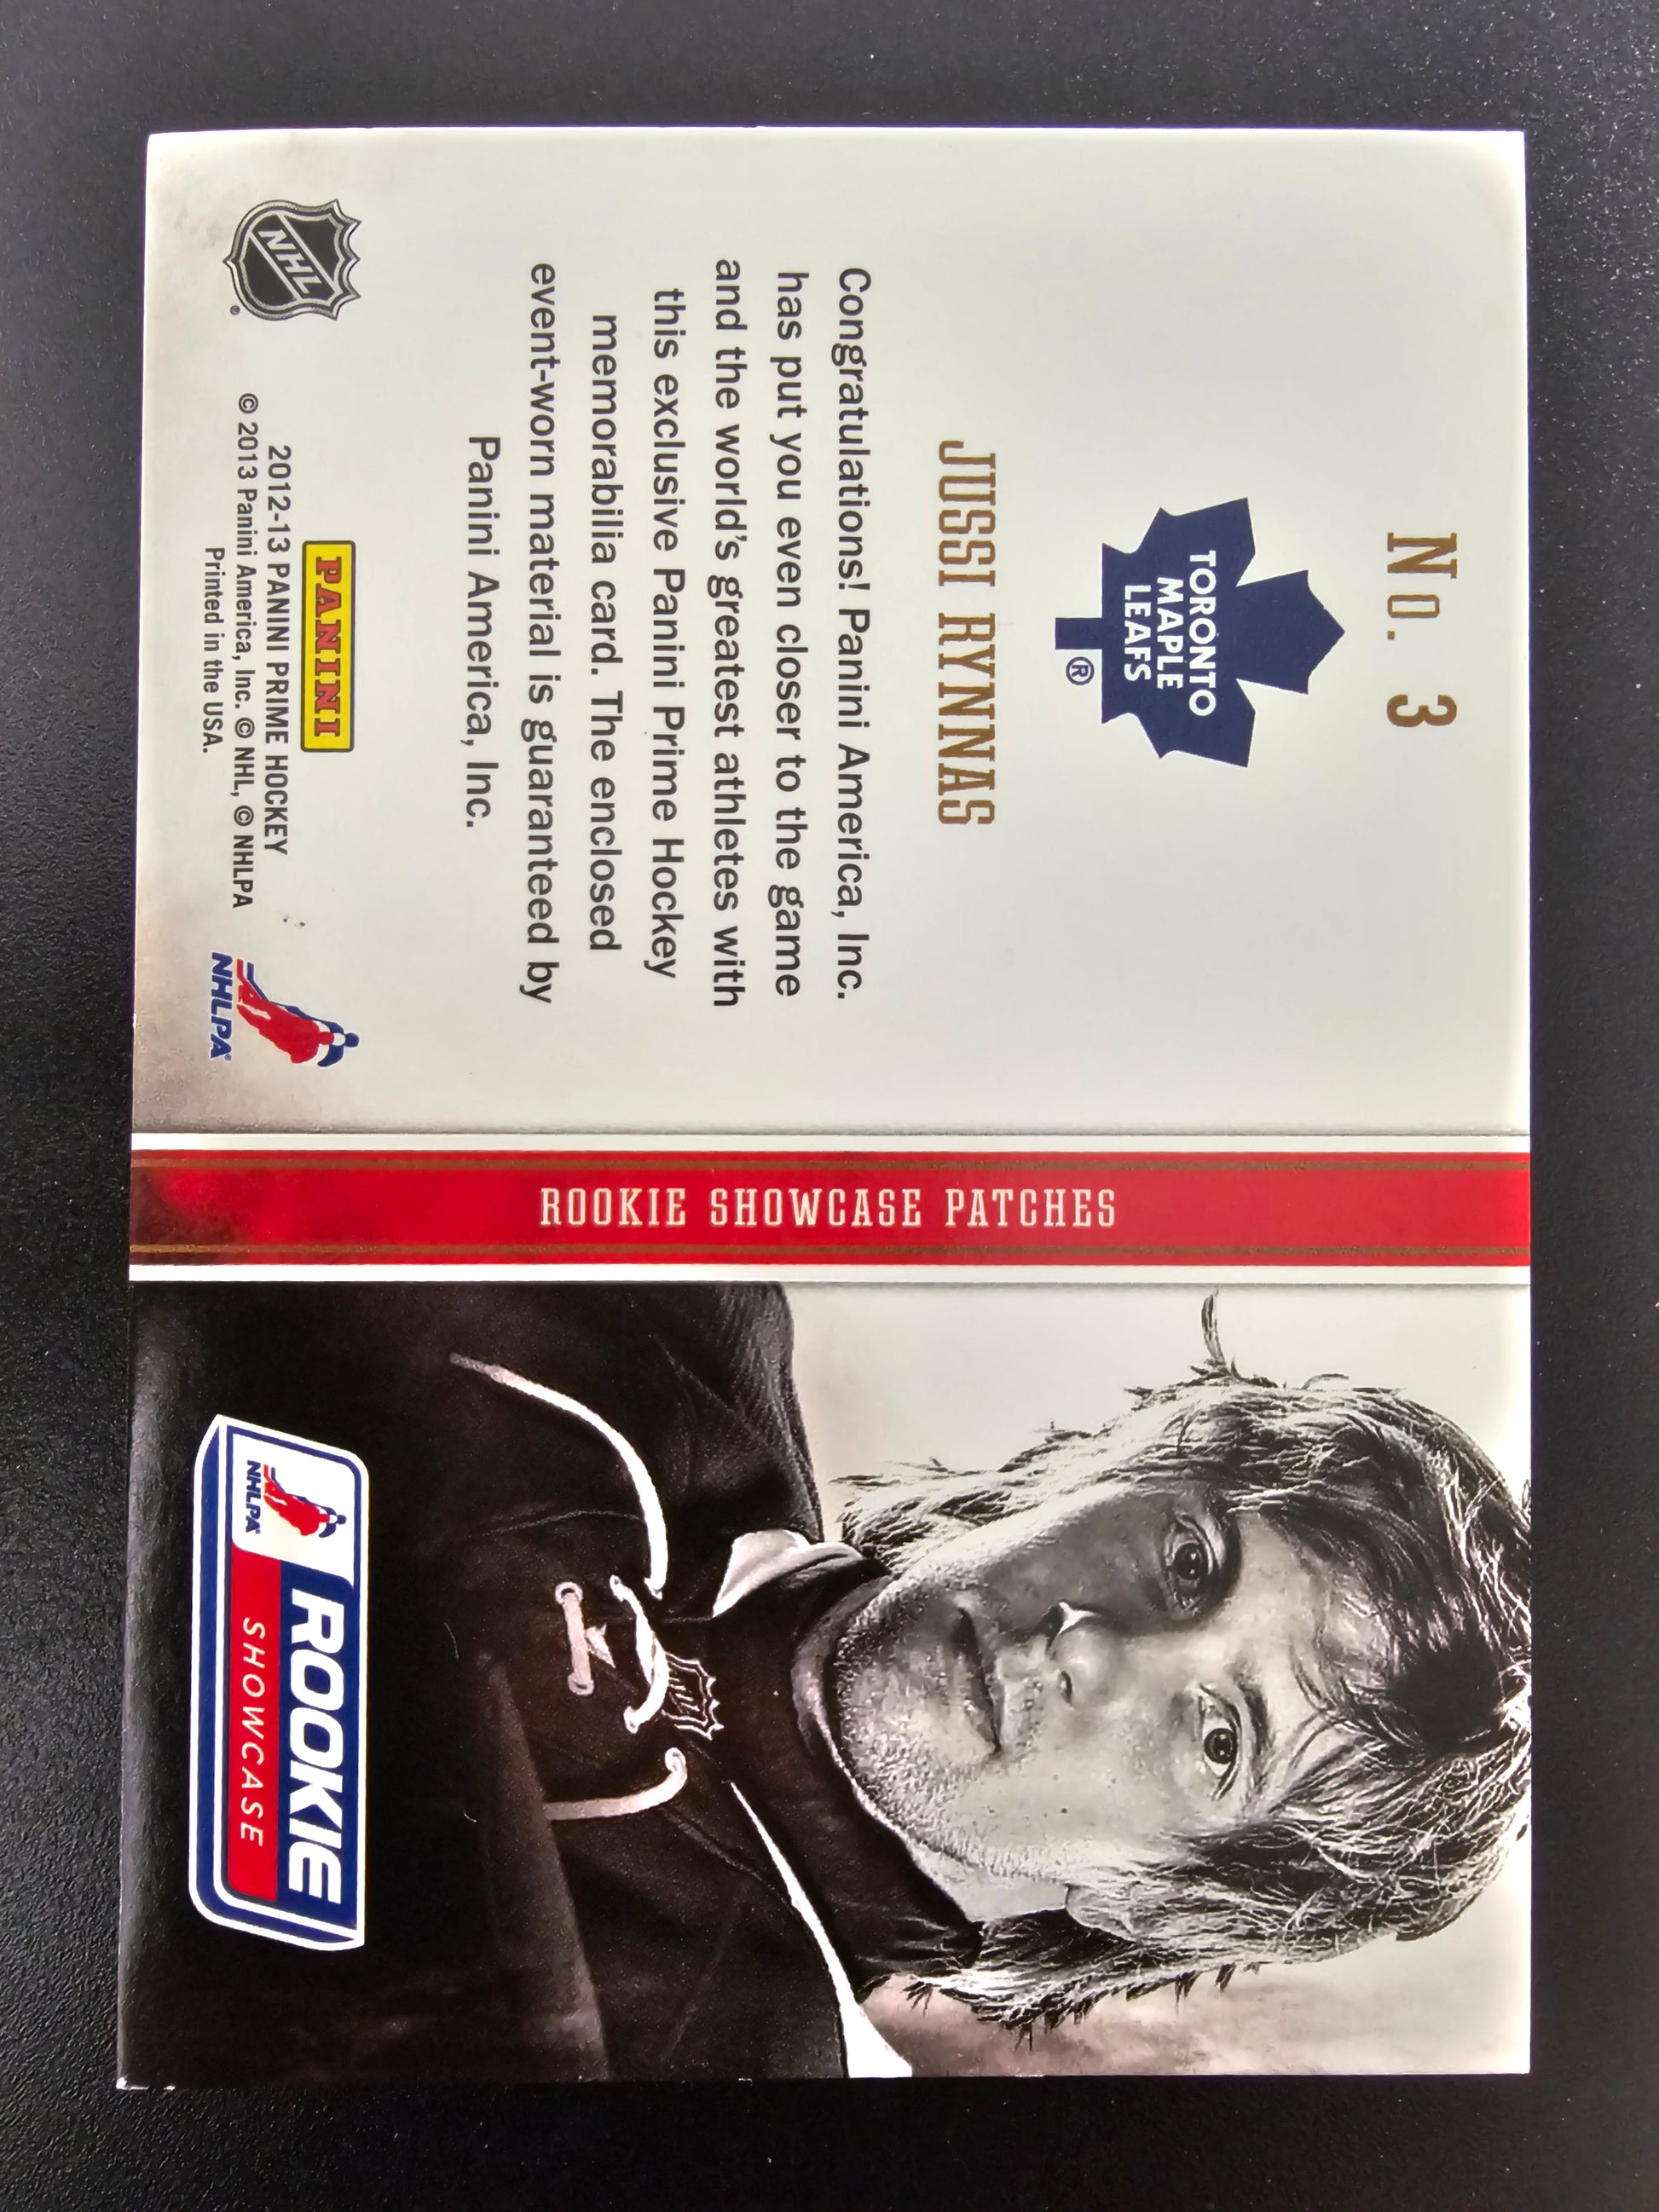 No. 3
TORONTO
MAPLE
LEAFS
®
JUSSI RYNNAS
Congratulations! Panini America, Inc.
has put you even closer to the game
and the world's greatest athletes with
this exclusive Panini Prime Hockey
memorabilia card. The enclosed
event-worn material is guaranteed by
Panini America, Inc.
NHL
®
PANINI
2012-13 PANINI PRIME HOCKEY
© 2013 Panini America, Inc. © NHL, © NHLPA
Printed in the USA.
NHLPA
ROOKIE SHOWCASE PATCHES
NHL
NHLPA
ROOKIE
SHOWCASE